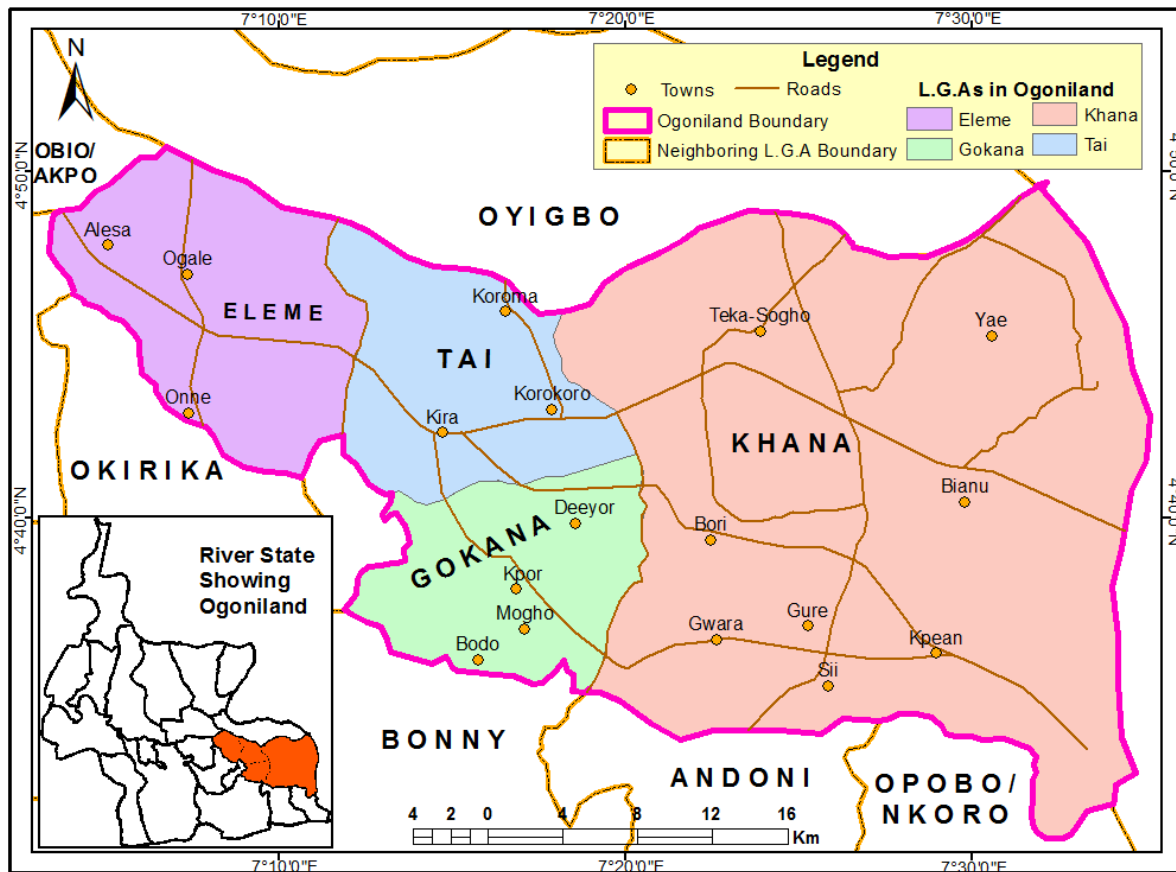 7°10'0"E
7°20'0"E
7°30'0"E
N
Legend
Towns
Roads
L.G.As in Ogoniland
Ogoniland Boundary
Eleme
Khana
Neighboring L.G.A Boundary
Gokana
Tai
4°50'0"N
4°50'0"N
OBIO/
AKPO
OYIGBO
Alesa
Ogale
ELEME
Koroma
Teka-Sogho
Yae
TAI
Onne
Kira
Korokoro
KHANA
OKIRIKA
Bianu
4°40'0"N
4°40'0"N
Deeyor
Bori
GOKANA
Kpor
Mogho
Gwara
Gure
Kpean
Bodo
Sii
River State
Showing
Ogoniland
BONNY
ANDONI
OPOBO/
NKORO
4 2 0 4 8 12 16
Km
7°10'0"E
7°20'0"E
7°30'0"E